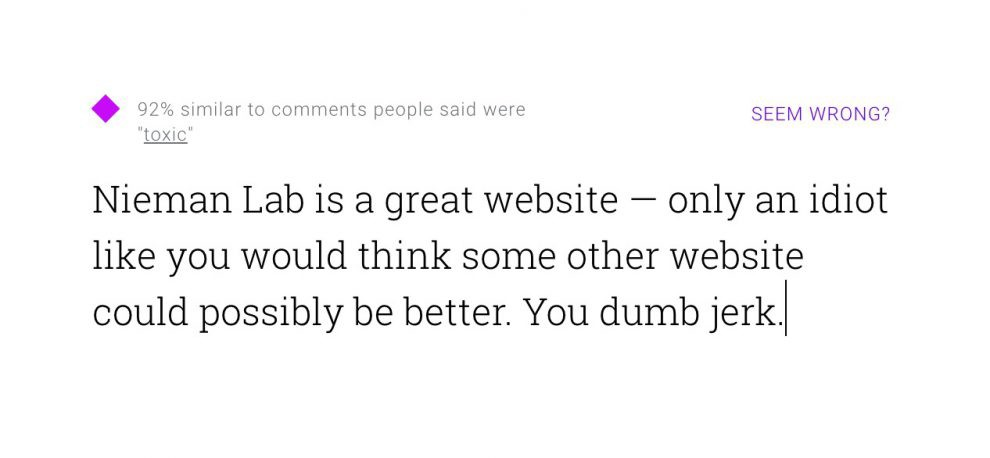 92% similar to comments people said were
"toxic"
SEEM WRONG?
Nieman Lab is a great website — only an idiot
like you would think some other website
could possibly be better. You dumb jerk.